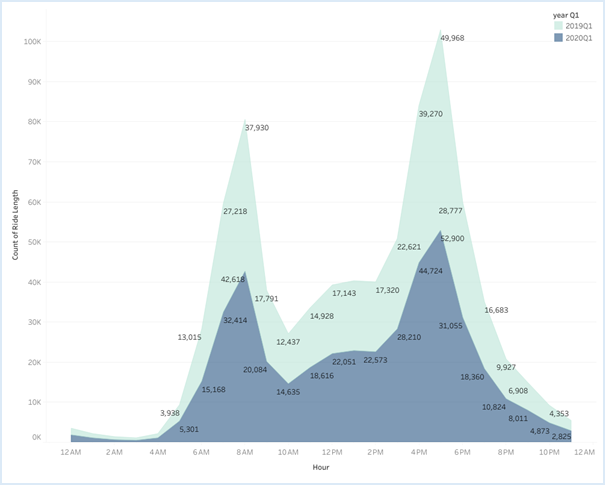 year Q1
2019Q1
2020Q1
100K
90K
80K
70K
60K
50K
40K
30K
20K
10K
0K
Count of Ride Length
49,968
39,270
37,930
27,218
28,777
52,900
22,621
44,724
42,618
17,791
17,143
17,320
16,683
14,928
32,414
31,055
13,015
12,437
28,210
22,051
22,573
20,084
18,616
18,360
9,927
15,168
14,635
6,908
3,938
10,824
4,353
8,011
5,301
4,873
2,825
12 AM
2 AM
4 AM
6 AM
8 AM
10 AM
12 PM
2 PM
4 PM
6 PM
8 PM
10 PM
12 AM
Hour